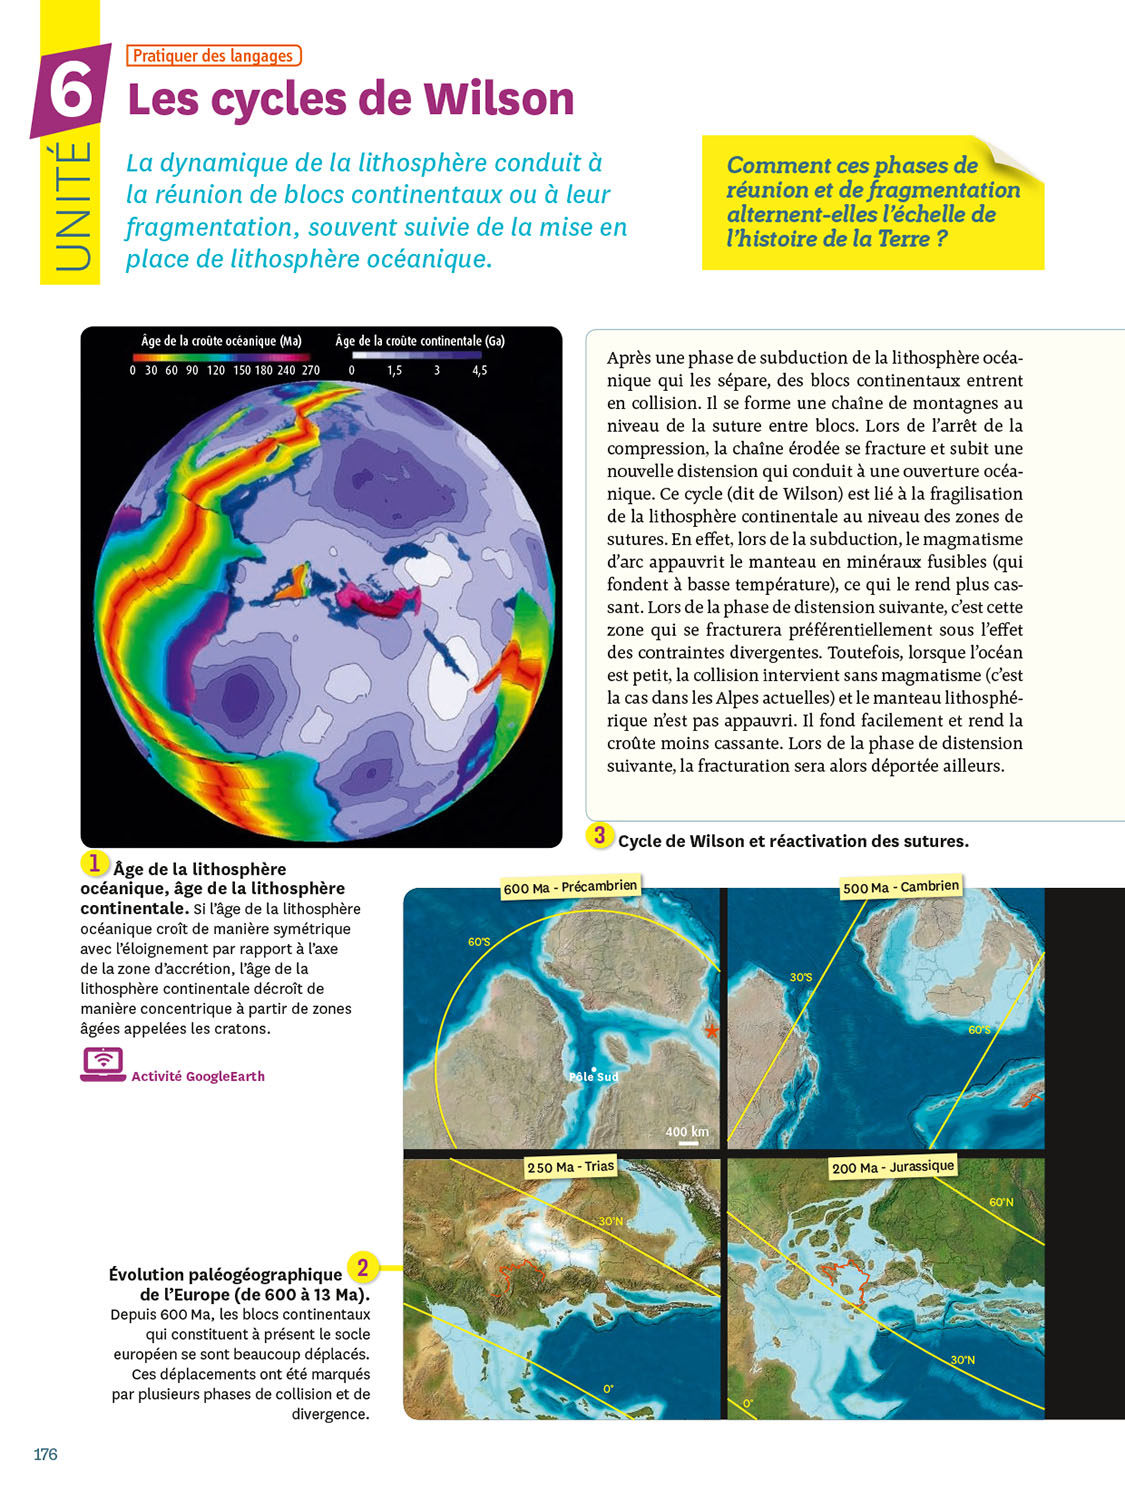 Pratiquer des langages
6
Les cycles de Wilson
UNITÉ
La dynamique de la lithosphère conduit à
la réunion de blocs continentaux ou à leur
fragmentation, souvent suivie de la mise en
place de lithosphère océanique.
Comment ces phases de
réunion et de fragmentation
alternent-elles l’échelle de
l’histoire de la Terre ?
Âge de la croûte océanique (Ma)
0 30 60 90 120 150 180 240 270
Âge de la croûte continentale (Ga)
0 1,5 3 4,5
1 Âge de la lithosphère
océanique, âge de la lithosphère
continentale. Si l’âge de la lithosphère
océanique croît de manière symétrique
avec l’éloignement par rapport à l’axe
de la zone d’accrétion, l’âge de la
lithosphère continentale décroît de
manière concentrique à partir de zones
âgées appelées les cratons.
Activité GoogleEarth
Après une phase de subduction de la lithosphère océa-
nique qui les sépare, des blocs continentaux entrent
en collision. Il se forme une chaîne de montagnes au
niveau de la suture entre blocs. Lors de l’arrêt de la
compression, la chaîne érodée se fracture et subit une
nouvelle distension qui conduit à une ouverture océa-
nique. Ce cycle (dit de Wilson) est lié à la fragilisation
de la lithosphère continentale au niveau des zones de
sutures. En effet, lors de la subduction, le magmatisme
d’arc appauvrit le manteau en minéraux fusibles (qui
fondent à basse température), ce qui le rend plus cas-
sant. Lors de la phase de distension suivante, c’est cette
zone qui se fracturera préférentiellement sous l’effet
des contraintes divergentes. Toutefois, lorsque l’océan
est petit, la collision intervient sans magmatisme (c’est
la cas dans les Alpes actuelles) et le manteau lithosphé-
rique n’est pas appauvri. Il fond facilement et rend la
croûte moins cassante. Lors de la phase de distension
suivante, la fracturation sera alors déportée ailleurs.
3 Cycle de Wilson et réactivation des sutures.
600 Ma - Précambrien
60°S
Pôle Sud
400 km
500 Ma - Cambrien
30°S
60°S
250 Ma - Trias
30°N
0°
200 Ma - Jurassique
60°N
30°N
0°
2
Évolution paléogéographique
de l’Europe (de 600 à 13 Ma).
Depuis 600 Ma, les blocs continentaux
qui constituent à présent le socle
européen se sont beaucoup déplacés.
Ces déplacements ont été marqués
par plusieurs phases de collision et de
divergence.
176